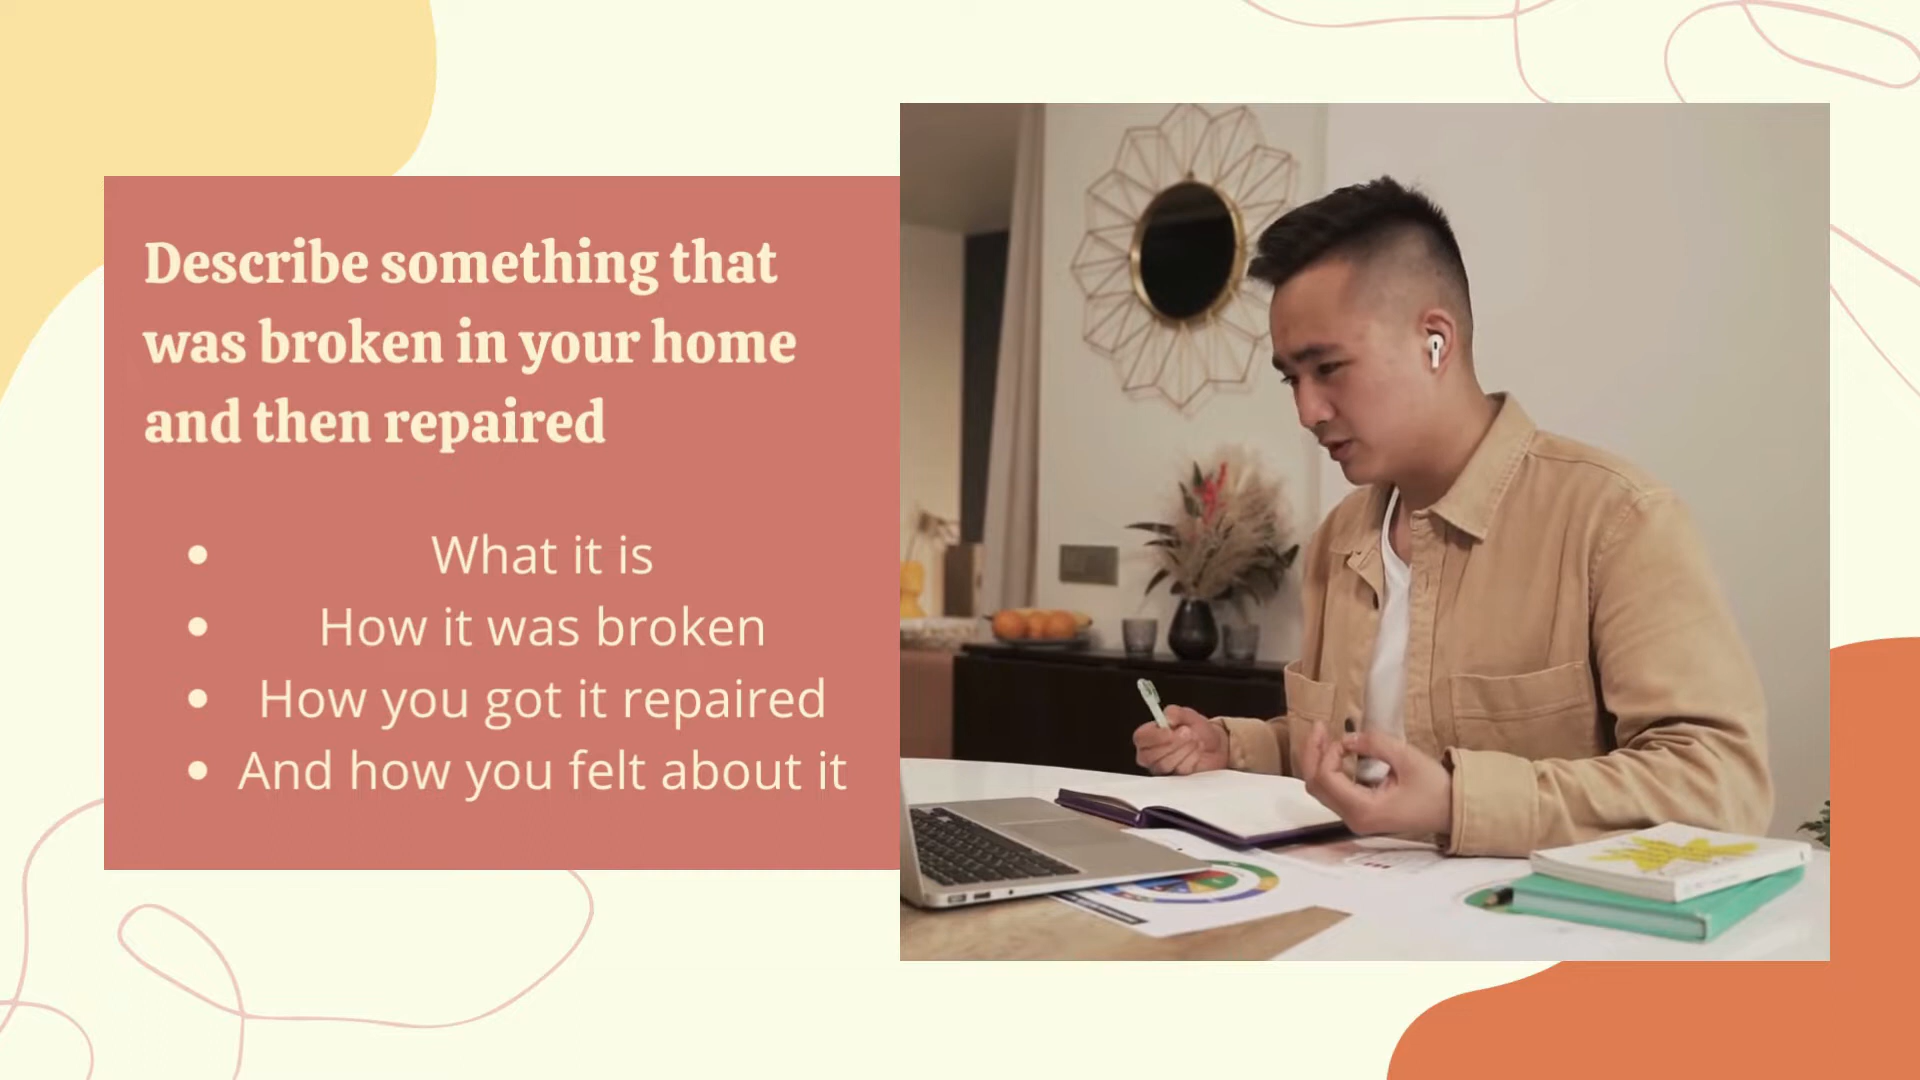 Describe something that
was broken in your home
and then repaired
• What it is
• How it was broken
• How you got it repaired
• And how you felt about it